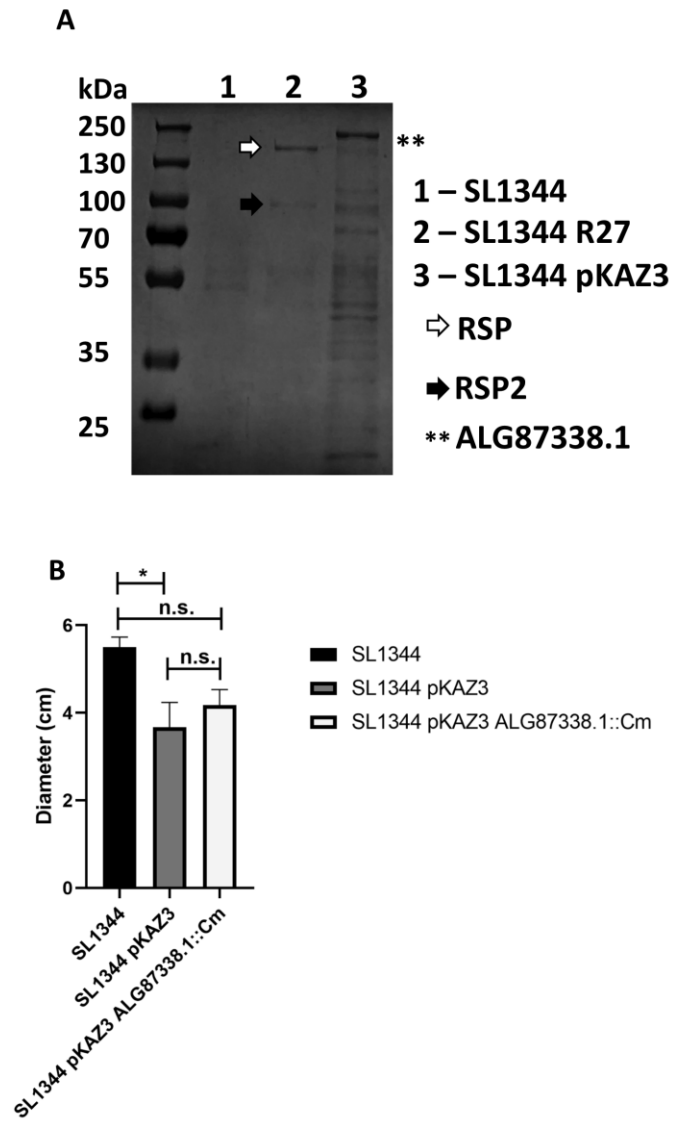 A
kDa 1 2 3
250
130
100
70
55
35
25
**
1 – SL1344
2 – SL1344 R27
3 – SL1344 pKAZ3
RSP
RSP2
** ALG87338.1
B
*
n.s.
n.s.
6
4
2
0
Diameter (cm)
SL1344
SL1344 pKAZ3
SL1344 pKAZ3 ALG87338.1::Cm
SL1344
SL1344 pKAZ3
SL1344 pKAZ3 ALG87338.1::Cm